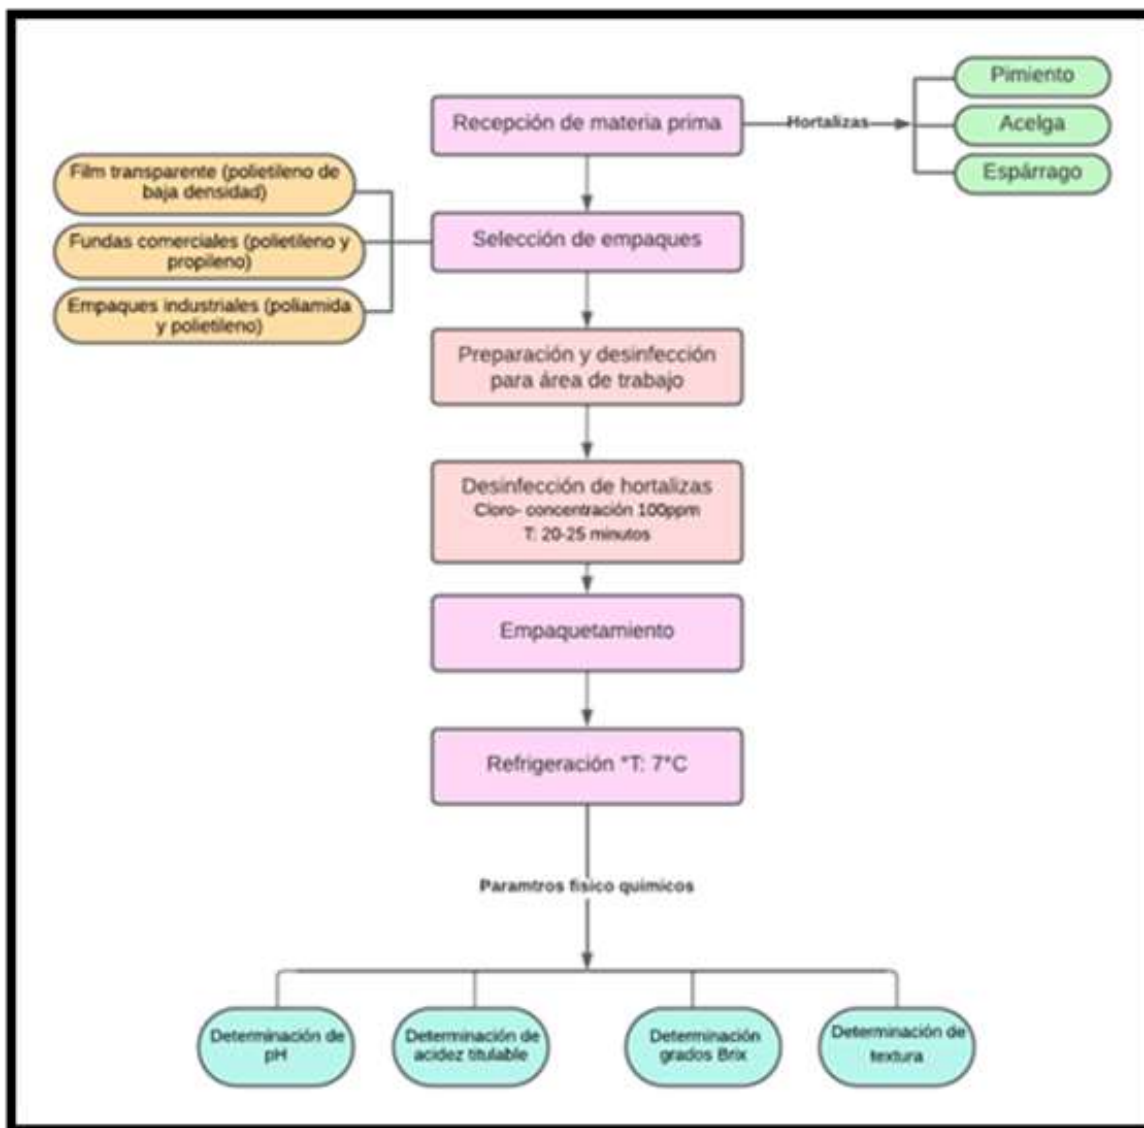 Recepción de materia prima
Hortalizas
Pimiento
Acelga
Espárrago
Selección de empaques
Film transparente (polietileno de
baja densidad)
Fundas comerciales (polietileno y
propileno)
Empaques industriales (poliamida
y polietileno)
Preparación y desinfección
para área de trabajo
Desinfección de hortalizas
Cloro- concentración 100ppm
T: 20-25 minutos
Empaquetamiento
Refrigeración °T: 7°C
Paramtros fisico químicos
Determinación de
pH
Determinación de
acidez titulable
Determinación
grados Brix
Determinación de
textura